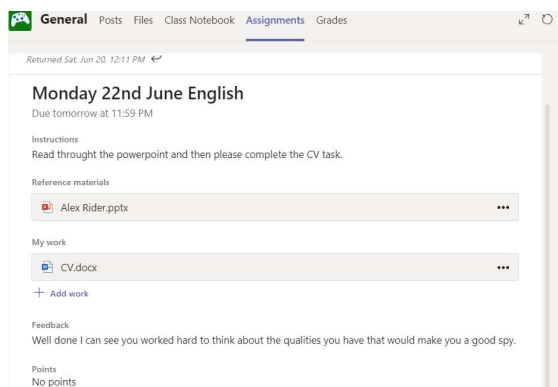 General Posts Files Class Notebook Assignments Grades
Returned Sat, Jun 20, 12:11 PM
Monday 22nd June English
Due tomorrow at 11:59 PM
Instructions
Read throught the powerpoint and then please complete the CV task.
Reference materials
Alex Rider.pptx
My work
CV.docx
+ Add work
Feedback
Well done I can see you worked hard to think about the qualities you have that would make you a good spy.
Points
No points